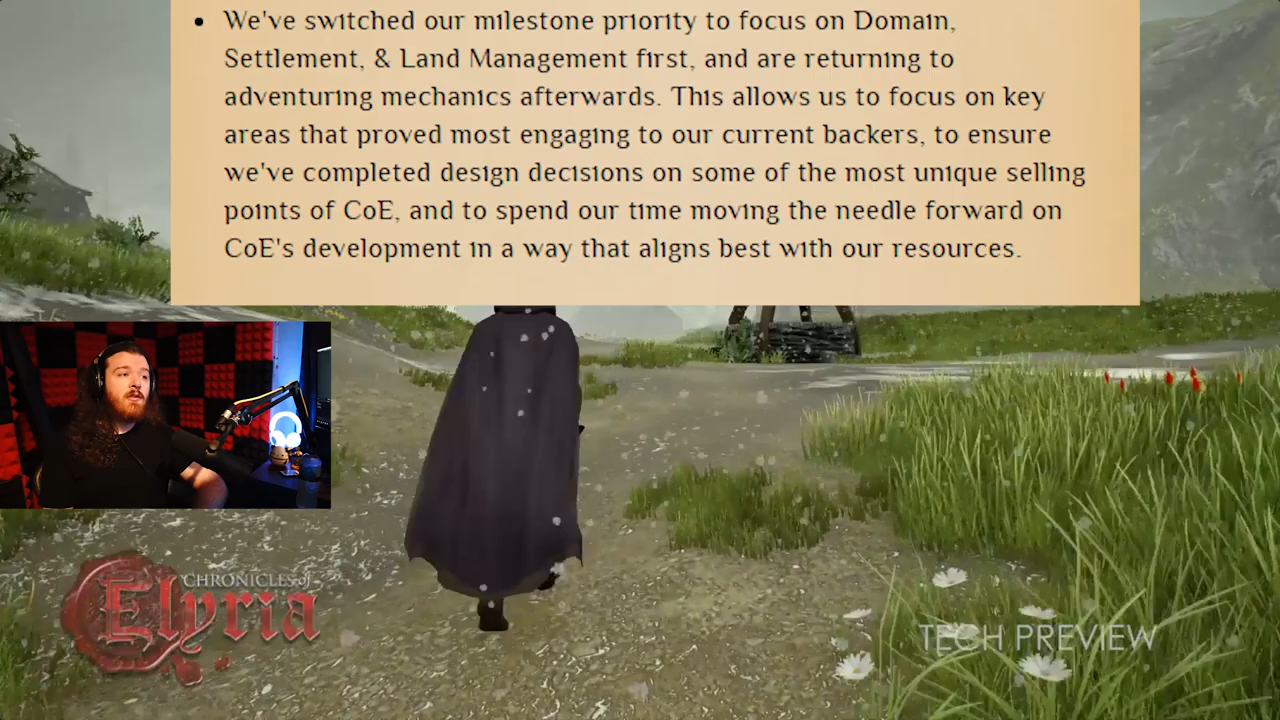 • We've switched our milestone priority to focus on Domain,
Settlement, & Land Management first, and are returning to
adventuring mechanics afterwards. This allows us to focus on key
areas that proved most engaging to our current backers, to ensure
we've completed design decisions on some of the most unique selling
points of CoE, and to spend our time moving the needle forward on
CoE's development in a way that aligns best with our resources.
CHRONICLES of
Elyria
TECH PREVIEW